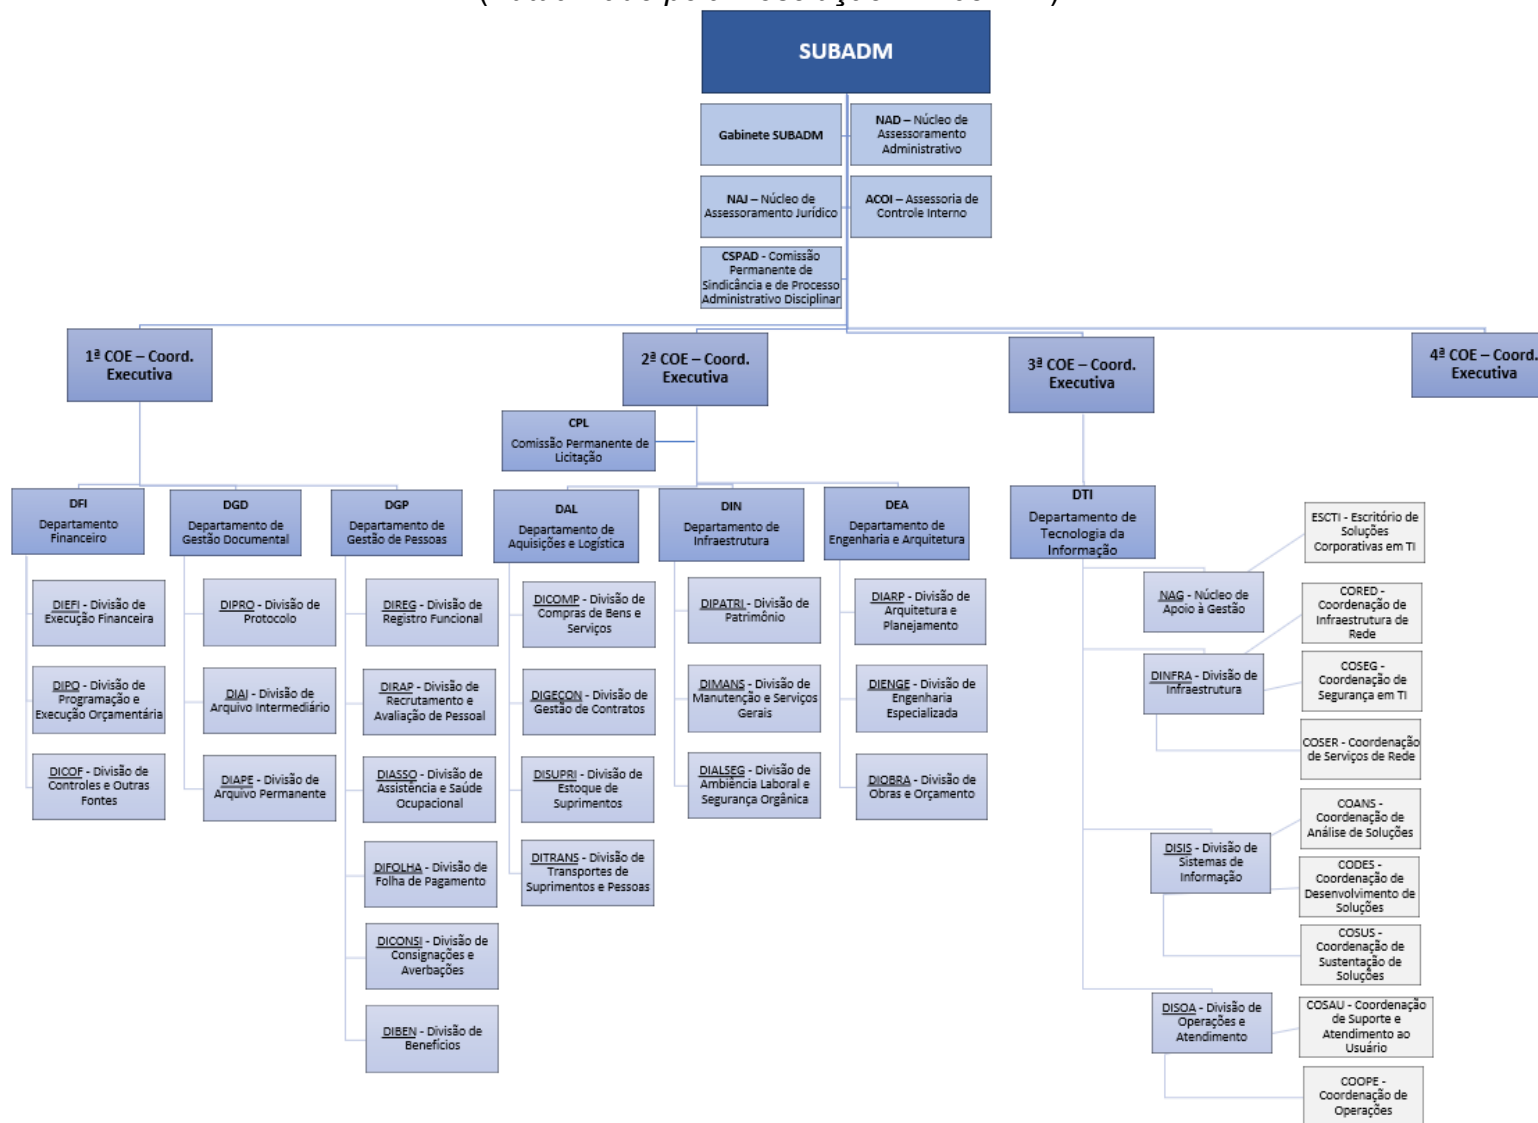 SUBADM
Gabinete SUBADM
NAD – Núcleo de
Assessoramento
Administrativo
NAJ – Núcleo de
Assessoramento Jurídico
ACOI – Assessoria de
Controle Interno
CSPAD - Comissão
Permanente de
Sindicância e de Processo
Administrativo Disciplinar
1ª COE – Coord.
Executiva
2ª COE – Coord.
Executiva
3ª COE – Coord.
Executiva
4ª COE – Coord.
Executiva
CPL
Comissão Permanente de
Licitação
DFI
Departamento
Financeiro
DGD
Departamento de
Gestão Documental
DGP
Departamento de
Gestão de Pessoas
DAL
Departamento de
Aquisições e Logística
DIN
Departamento de
Infraestrutura
DEA
Departamento de
Engenharia e Arquitetura
DTI
Departamento de
Tecnologia da
Informação
DIEFI - Divisão de
Execução Financeira
DIPO - Divisão de
Programação e
Execução Orçamentária
DICOF - Divisão de
Controles e Outras
Fontes
DIPRO - Divisão de
Protocolo
DIAI - Divisão de
Arquivo Intermediário
DIAPE - Divisão de
Arquivo Permanente
DIREG - Divisão de
Registro Funcional
DIRAP - Divisão de
Recrutamento e
Avaliação de Pessoal
DIASSO - Divisão de
Assistência e Saúde
Ocupacional
DIFOLHA - Divisão de
Folha de Pagamento
DICONSI - Divisão de
Consignações e
Averbações
DIBEN - Divisão de
Benefícios
DICOMP - Divisão de
Compras de Bens e
Serviços
DIGECON - Divisão de
Gestão de Contratos
DISUPRI - Divisão de
Estoque de
Suprimentos
DITRANS - Divisão de
Transportes de
Suprimentos e Pessoas
DIPATRI - Divisão de
Patrimônio
DIMANS - Divisão de
Manutenção e Serviços
Gerais
DIALSEG - Divisão de
Ambiência Laboral e
Segurança Orgânica
DIARP - Divisão de
Arquitetura e
Planejamento
DIENGE - Divisão de
Engenharia
Especializada
DIOBRA - Divisão de
Obras e Orçamento
NAG - Núcleo de
Apoio à Gestão
ESCTI - Escritório de
Soluções
Corporativas em TI
DINFRA - Divisão de
Infraestrutura
CORED -
Coordenação de
Infraestrutura de
Rede
COSEG -
Coordenação de
Segurança em TI
COSER - Coordenação
de Serviços de Rede
DISIS - Divisão de
Sistemas de
Informação
COANS -
Coordenação de
Análise de Soluções
CODES -
Coordenação de
Desenvolvimento de
Soluções
COSUS -
Coordenação de
Sustentação de
Soluções
DISOA - Divisão de
Operações e
Atendimento
COSAU - Coordenação
de Suporte e
Atendimento ao
Usuário
COOPE -
Coordenação de
Operações